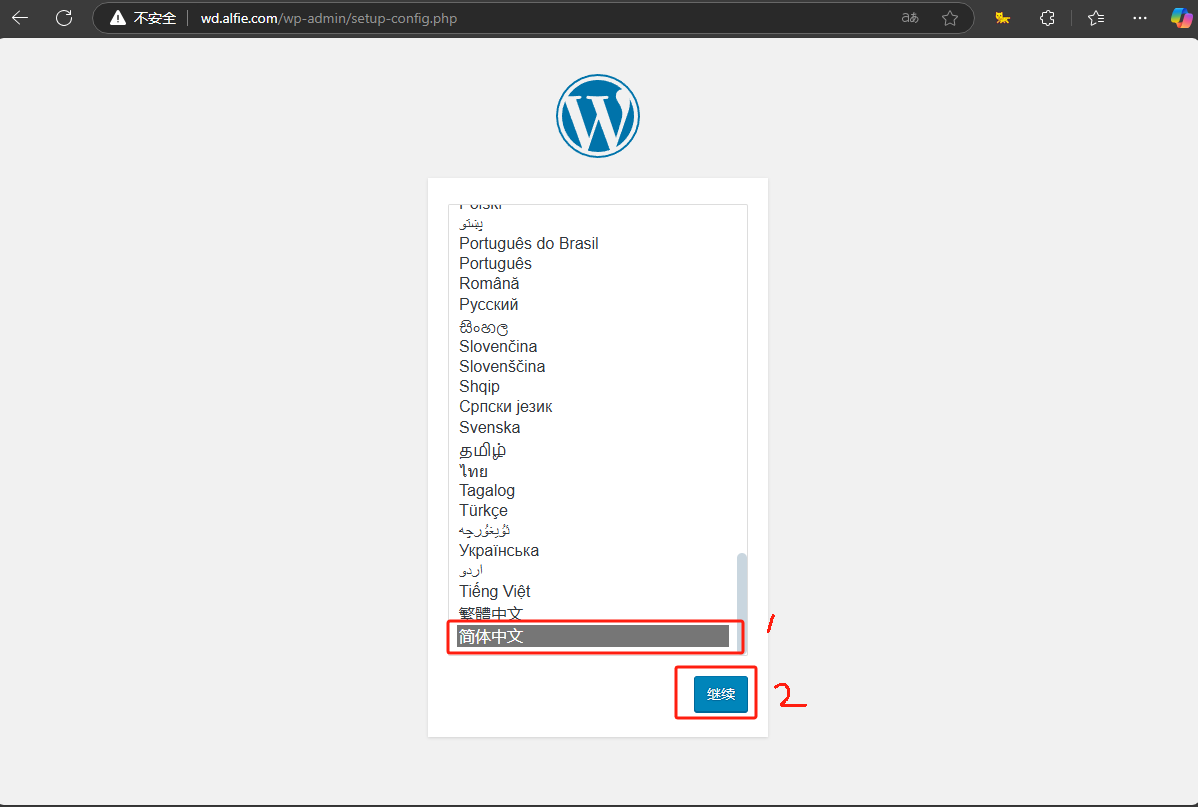 不安全 wd.alfie.com/wp-admin/setup-config.php
Polski
پښتو
Português do Brasil
Português
Română
Русский
සිංහල
Slovenčina
Slovenščina
Shqip
Српски језик
Svenska
தமிழ்
ไทย
Tagalog
Türkçe
ئۇيغۇرچە
Українська
اردو
Tiếng Việt
繁體中文
简体中文
1
继续
2